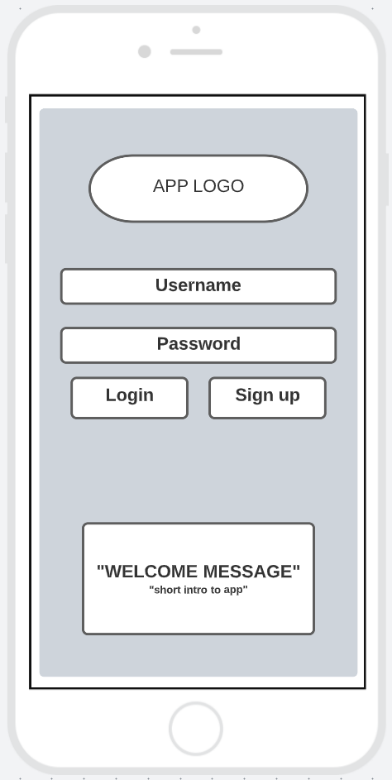 APP LOGO
Username
Password
Login
Sign up
"WELCOME MESSAGE"
"short intro to app"